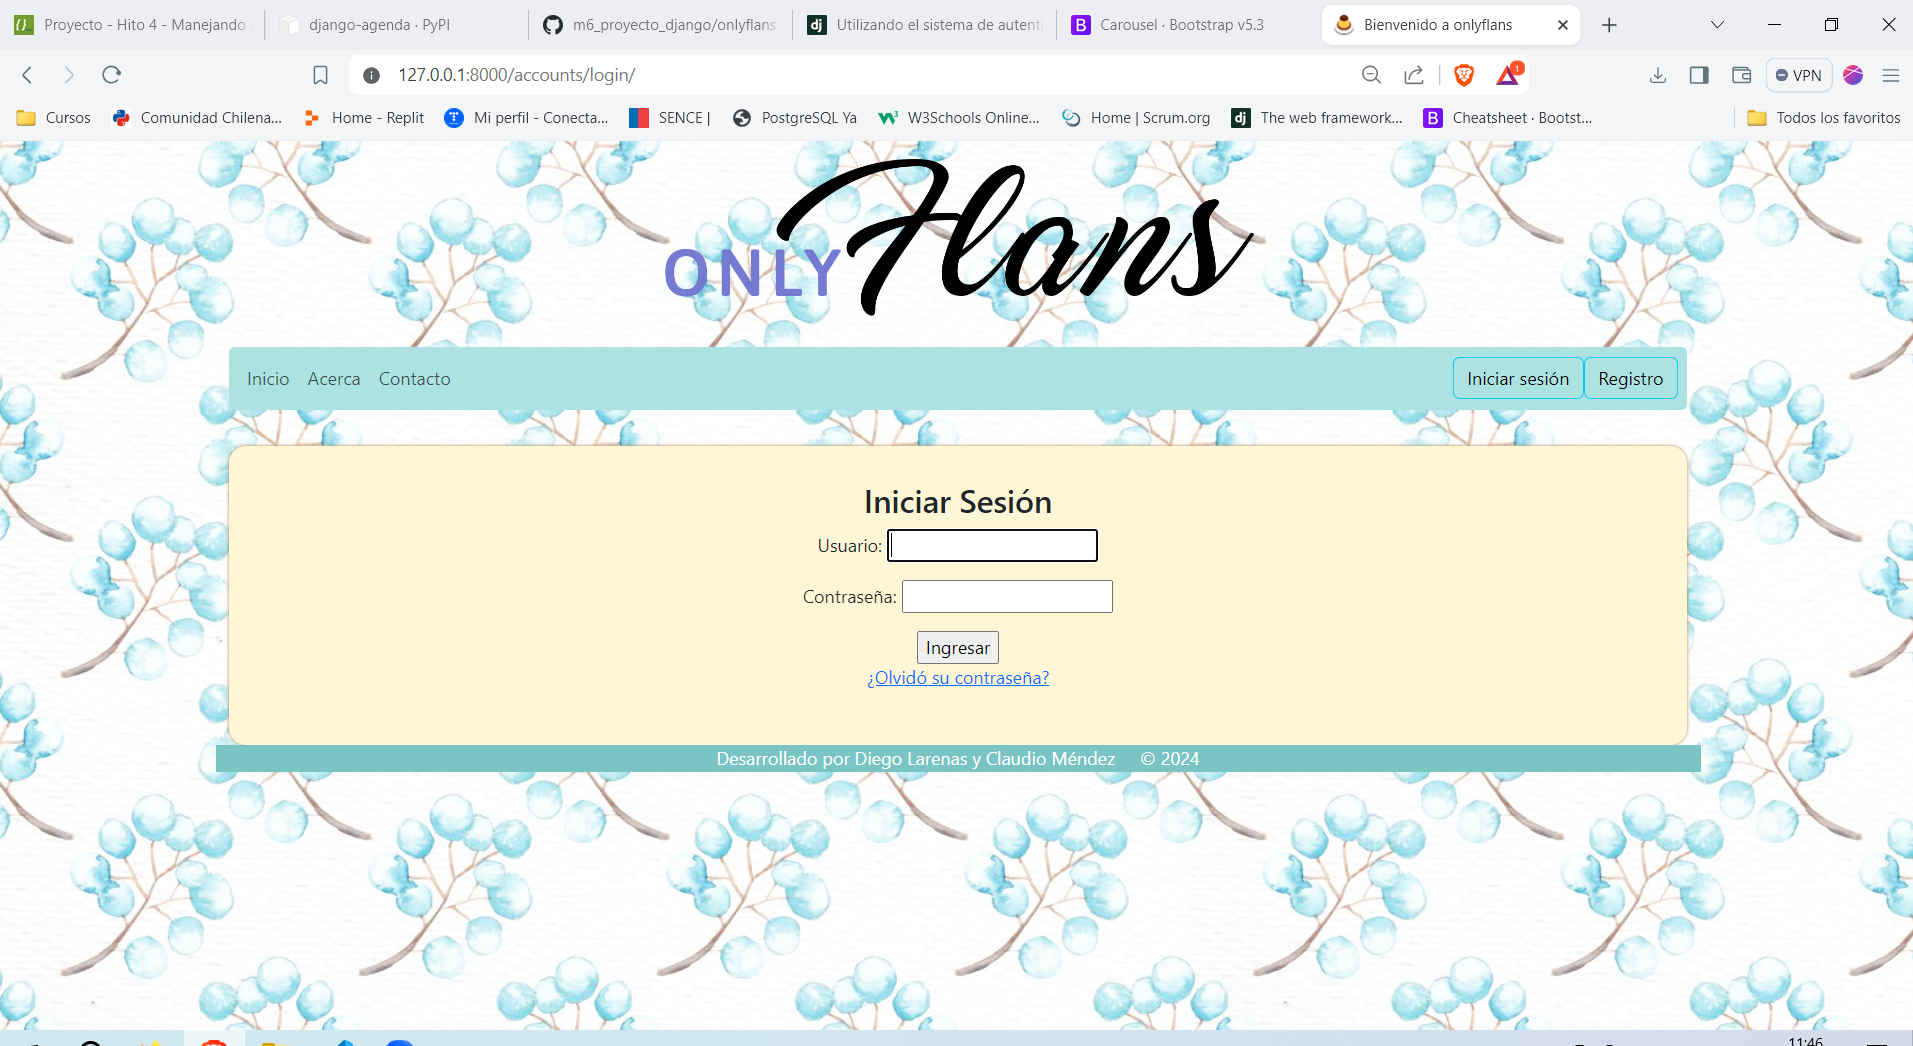 Proyecto - Hito 4 - Manejando
django-agenda · PyPI
m6_proyecto_django/onlyflans
Utilizando el sistema de autenti
Carousel · Bootstrap v5.3
Bienvenido a onlyflans
127.0.0.1:8000/accounts/login/
1
VPN
Cursos
Comunidad Chilena...
Home - Replit
Mi perfil - Conecta...
SENCE |
PostgreSQL Ya
W3Schools Online...
Home | Scrum.org
The web framework...
Cheatsheet · Bootst...
Todos los favoritos
ONLY Flans
Inicio Acerca Contacto
Iniciar sesión Registro
Iniciar Sesión
Usuario:
Contraseña:
Ingresar
¿Olvidó su contraseña?
Desarrollado por Diego Larenas y Claudio Méndez © 2024
11:46